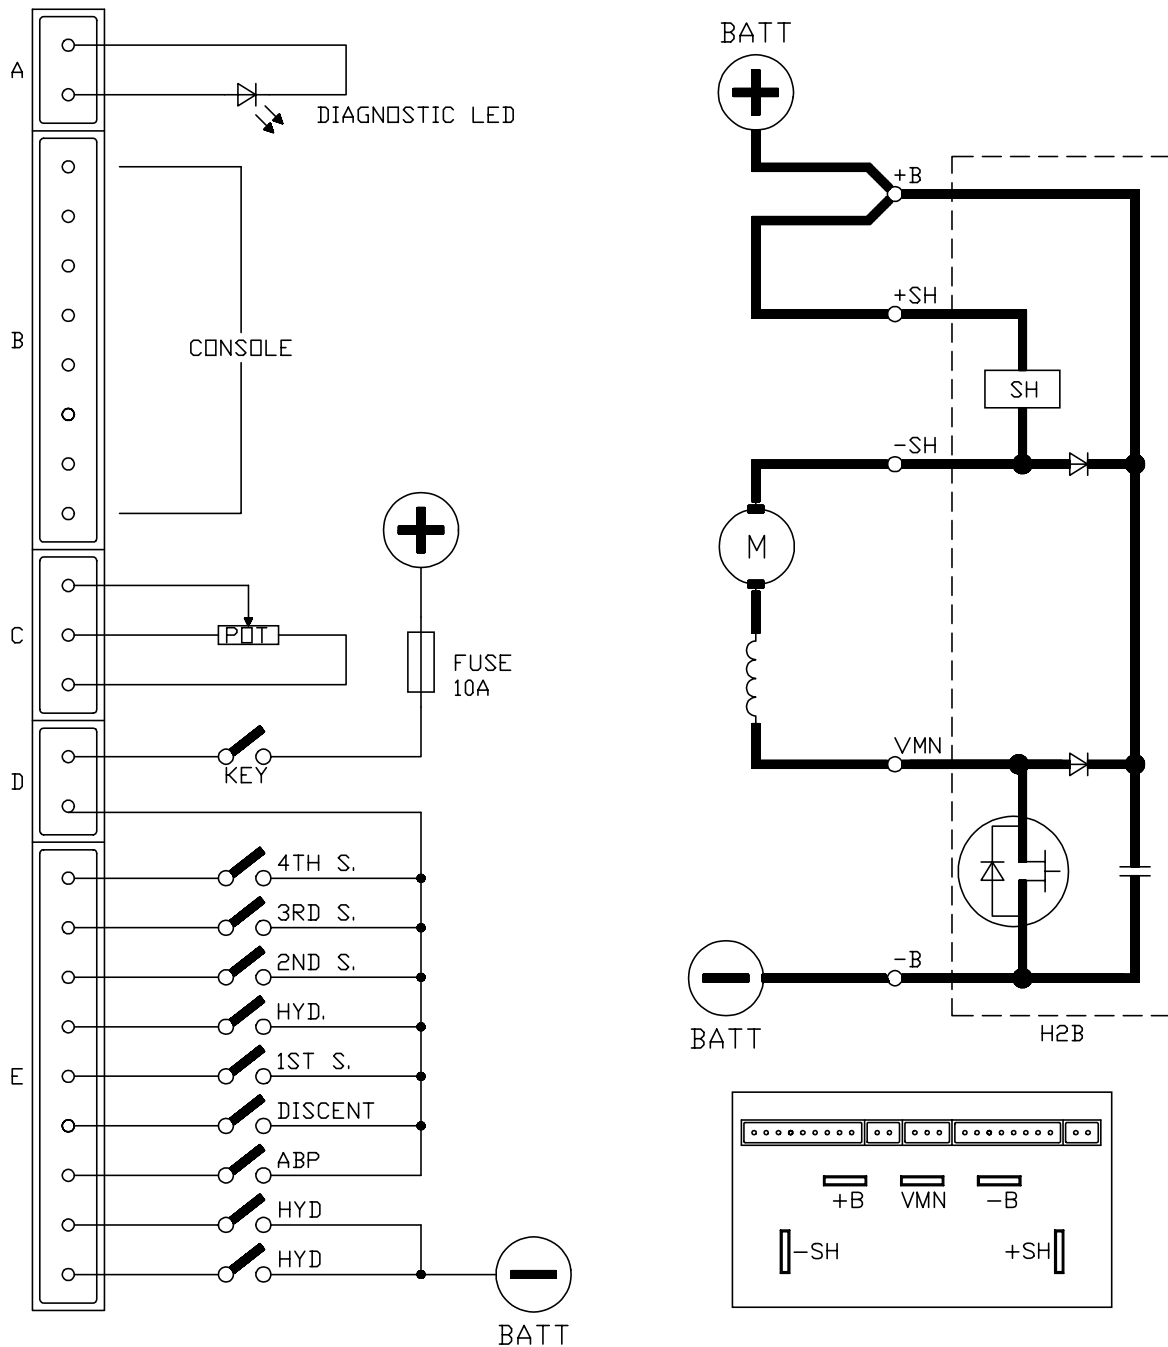 A
DIAGNOSTIC LED
B
CONSOLE
C
POT
FUSE
10A
D
KEY
4TH S.
3RD S.
2ND S.
HYD.
E
1ST S.
DISCENT
ABP
HYD
HYD
BATT
BATT
+B
+SH
SH
-SH
M
VMN
-B
BATT
H2B
+B VMN -B
-SH +SH